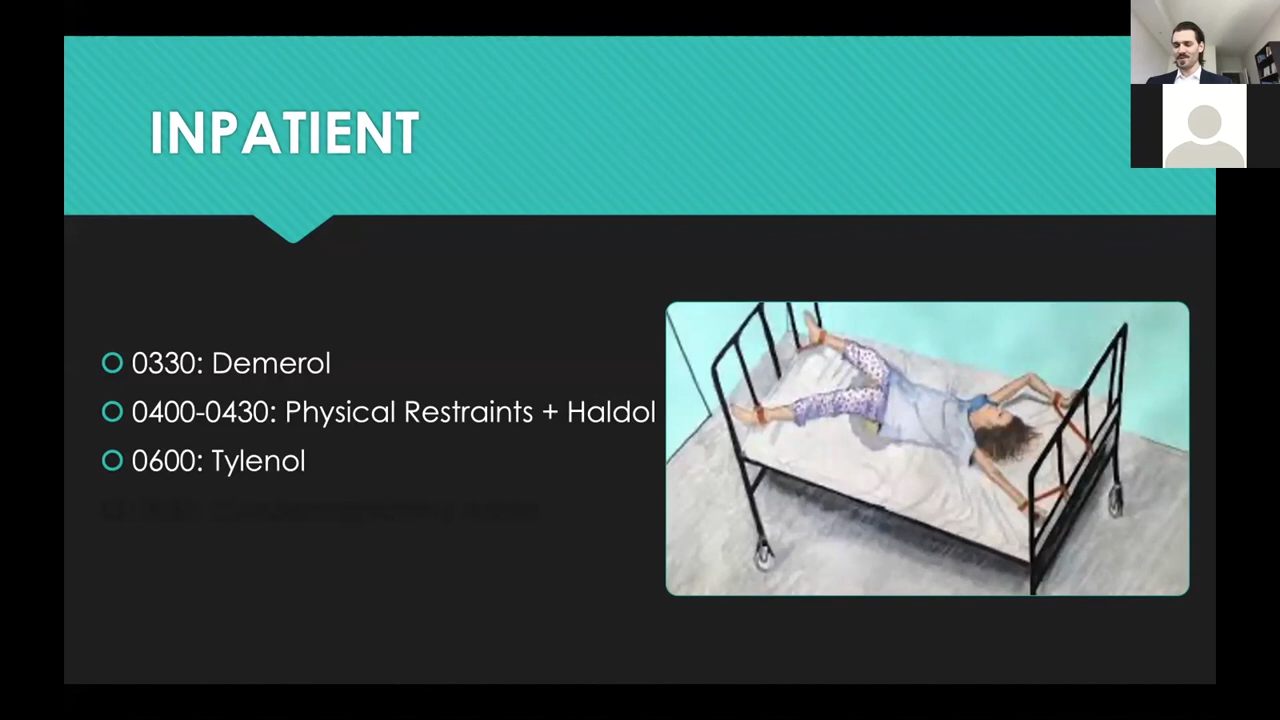 INPATIENT
0330: Demerol
0400-0430: Physical Restraints + Haldol
0600: Tylenol